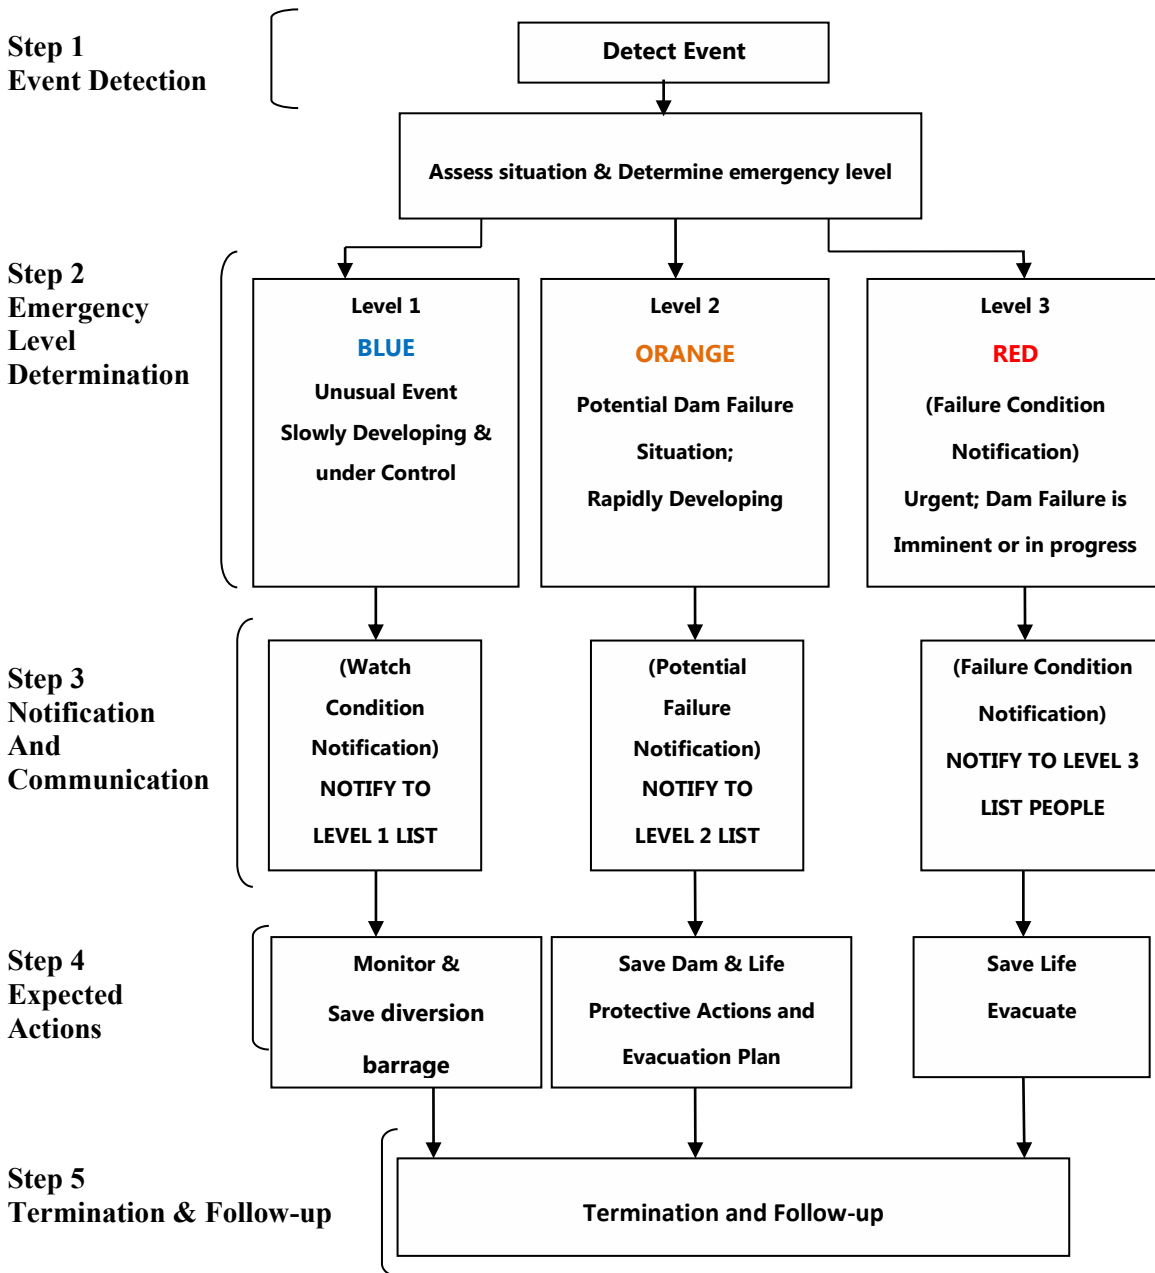 Step 1
Event Detection
Detect Event
Assess situation & Determine emergency level
Step 2
Emergency
Level
Determination
Level 1
BLUE
Unusual Event
Slowly Developing &
under Control
Level 2
ORANGE
Potential Dam Failure
Situation;
Rapidly Developing
Level 3
RED
(Failure Condition
Notification)
Urgent; Dam Failure is
Imminent or in progress
Step 3
Notification
And
Communication
(Watch
Condition
Notification)
NOTIFY TO
LEVEL 1 LIST
(Potential
Failure
Notification)
NOTIFY TO
LEVEL 2 LIST
(Failure Condition
Notification)
NOTIFY TO LEVEL 3
LIST PEOPLE
Step 4
Expected
Actions
Monitor &
Save diversion
barrage
Save Dam & Life
Protective Actions and
Evacuation Plan
Save Life
Evacuate
Step 5
Termination & Follow-up
Termination and Follow-up